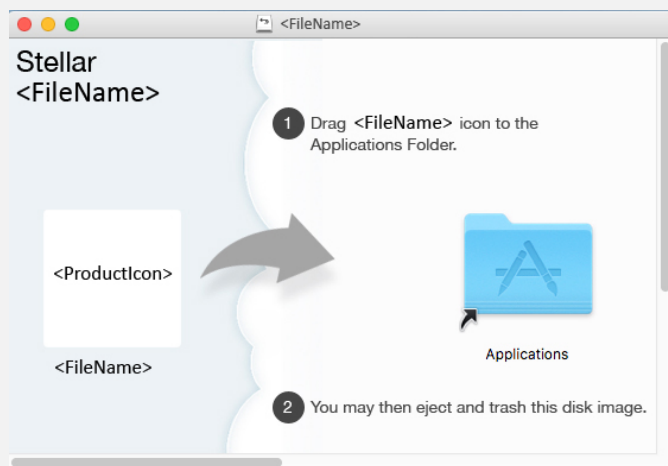 <FileName>
Stellar
<FileName>
1 Drag <FileName> icon to the
Applications Folder.
<ProductIcon>
<FileName>
Applications
2 You may then eject and trash this disk image.